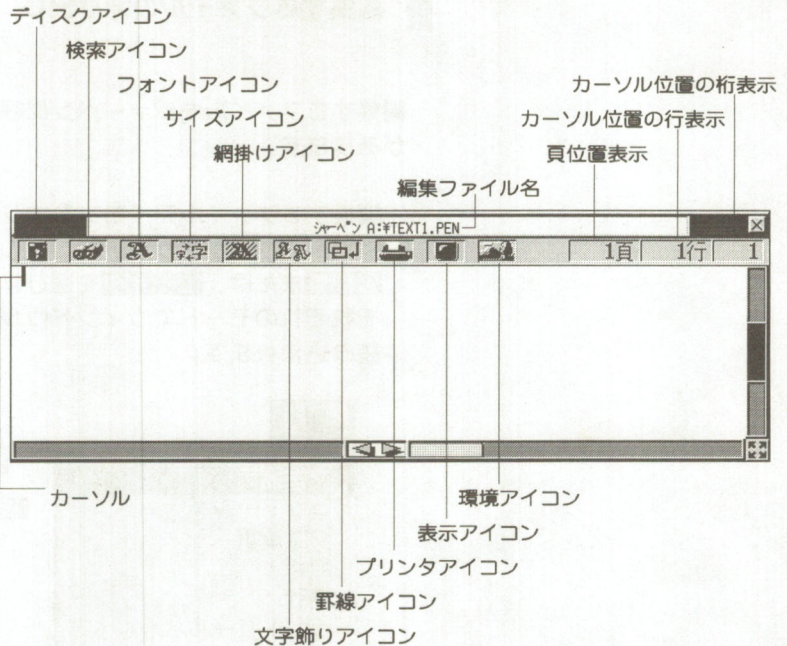 ディスクアイコン
検索アイコン
フォントアイコン
サイズアイコン
網掛けアイコン
カーソル位置の桁表示
カーソル位置の行表示
頁位置表示
編集ファイル名
シャーペン A:¥TEXT1.PEN
1頁 1行 1
カーソル
環境アイコン
表示アイコン
プリンタアイコン
罫線アイコン
文字飾りアイコン